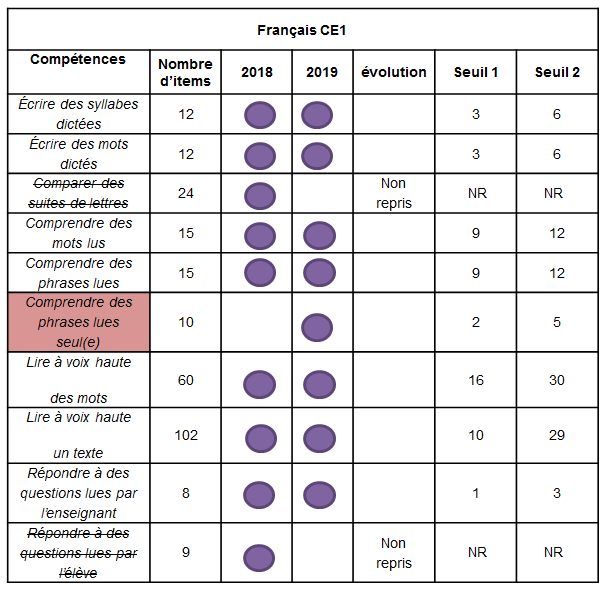 Français CE1
Compétences
Nombre
d'items
2018
2019
évolution
Seuil 1
Seuil 2
Écrire des syllabes
dictées
12
3
6
Écrire des mots
dictés
12
3
6
Comparer des
suites de lettres
24
Non
repris
NR
NR
Comprendre des
mots lus
15
9
12
Comprendre des
phrases lues
15
9
12
Comprendre des
phrases lues
seul(e)
10
2
5
Lire à voix haute
des mots
60
16
30
Lire à voix haute
un texte
102
10
29
Répondre à des
questions lues par
l'enseignant
8
1
3
Répondre à des
questions lues par
l'élève
9
Non
repris
NR
NR